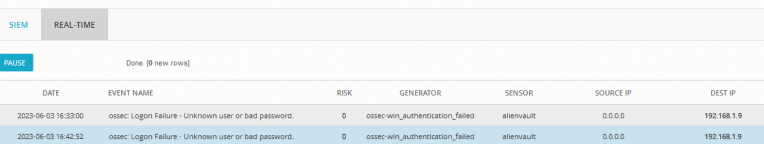 SIEM REAL-TIME
PAUSE Done. [0 new rows]
DATE EVENT NAME RISK GENERATOR SENSOR SOURCE IP DEST IP
2023-06-03 16:33:00 ossec: Logon Failure - Unknown user or bad password. 0 ossec-win_authentication_failed alienvault 0.0.0.0 192.168.1.9
2023-06-03 16:42:52 ossec: Logon Failure - Unknown user or bad password. 0 ossec-win_authentication_failed alienvault 0.0.0.0 192.168.1.9